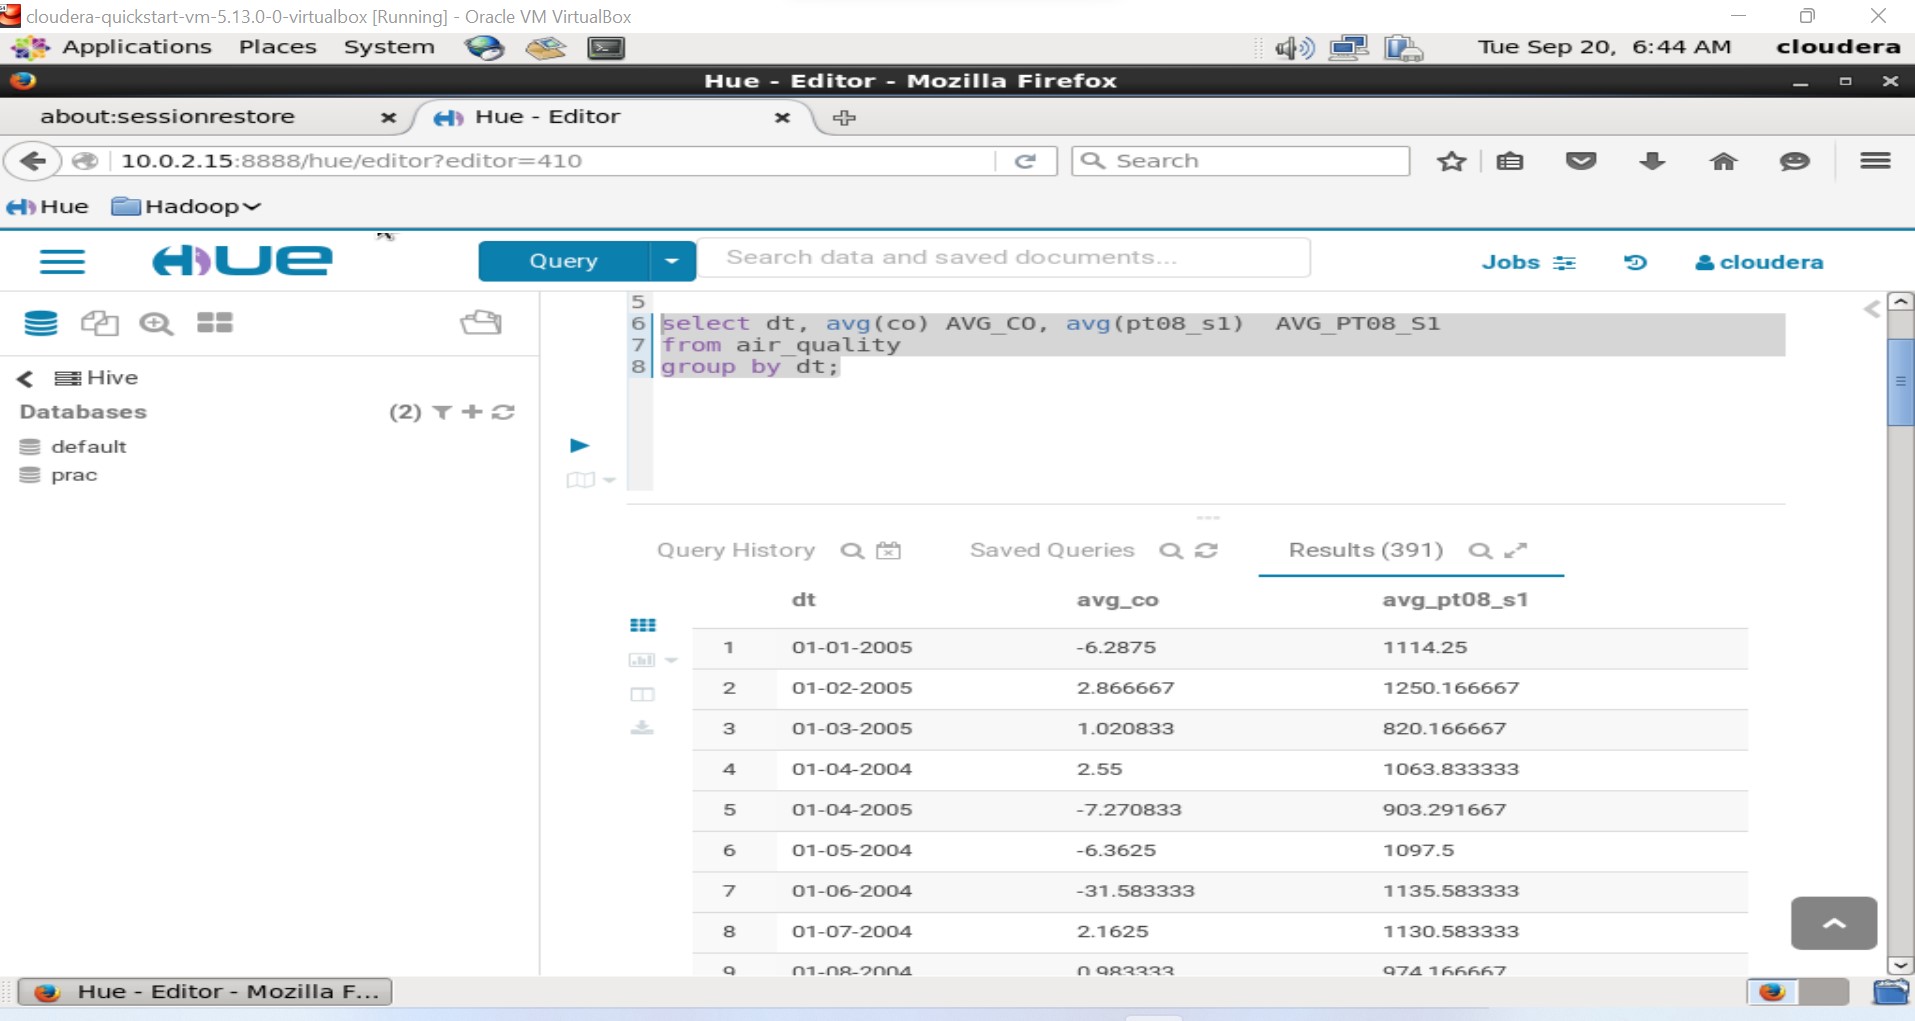 cloudera-quickstart-vm-5.13.0-0-virtualbox [Running] - Oracle VM VirtualBox
Applications Places System Tue Sep 20, 6:44 AM cloudera
Hue - Editor - Mozilla Firefox
about:sessionrestore Hue - Editor
10.0.2.15:8888/hue/editor?editor=410 Search
Hue Hadoop
HUE Query Search data and saved documents... Jobs cloudera
5
6 select dt, avg(co) AVG_CO, avg(pt08_s1)  AVG_PT08_S1
7 from air_quality
8 group by dt;
Hive
Databases (2)
default
prac
Query History Saved Queries Results (391)
dt avg_co avg_pt08_s1
1 01-01-2005 -6.2875 1114.25
2 01-02-2005 2.866667 1250.166667
3 01-03-2005 1.020833 820.166667
4 01-04-2004 2.55 1063.833333
5 01-04-2005 -7.270833 903.291667
6 01-05-2004 -6.3625 1097.5
7 01-06-2004 -31.583333 1135.583333
8 01-07-2004 2.1625 1130.583333
9 01-08-2004 0.983333 974.166667
Hue - Editor - Mozilla F...